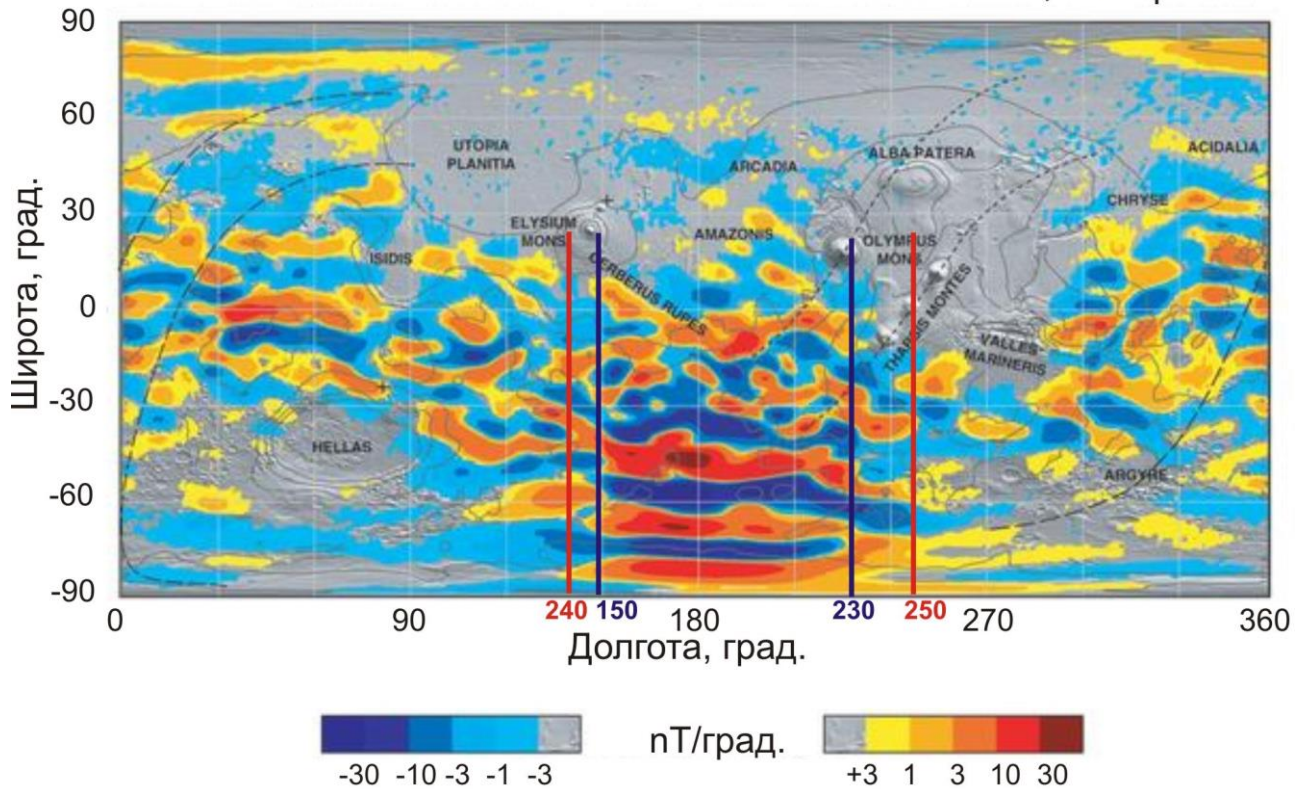 90
60
30
0
-30
-60
-90
Широта, град.
UTOPIA
PLANITIA
ARCADIA
ALBA PATERA
ACIDALIA
CHRYSE
ELYSIUM
MONS
AMAZONIS
OLYMPUS
MONS
ISIDIS
CERBERUS RUPES
THARSIS MONTES
VALLES
MARINERIS
HELLAS
ARGYRE
240 150 230 250
0 90 180 270 360
Долгота, град.
nT/град.
-30 -10 -3 -1 -3
+3 1 3 10 30